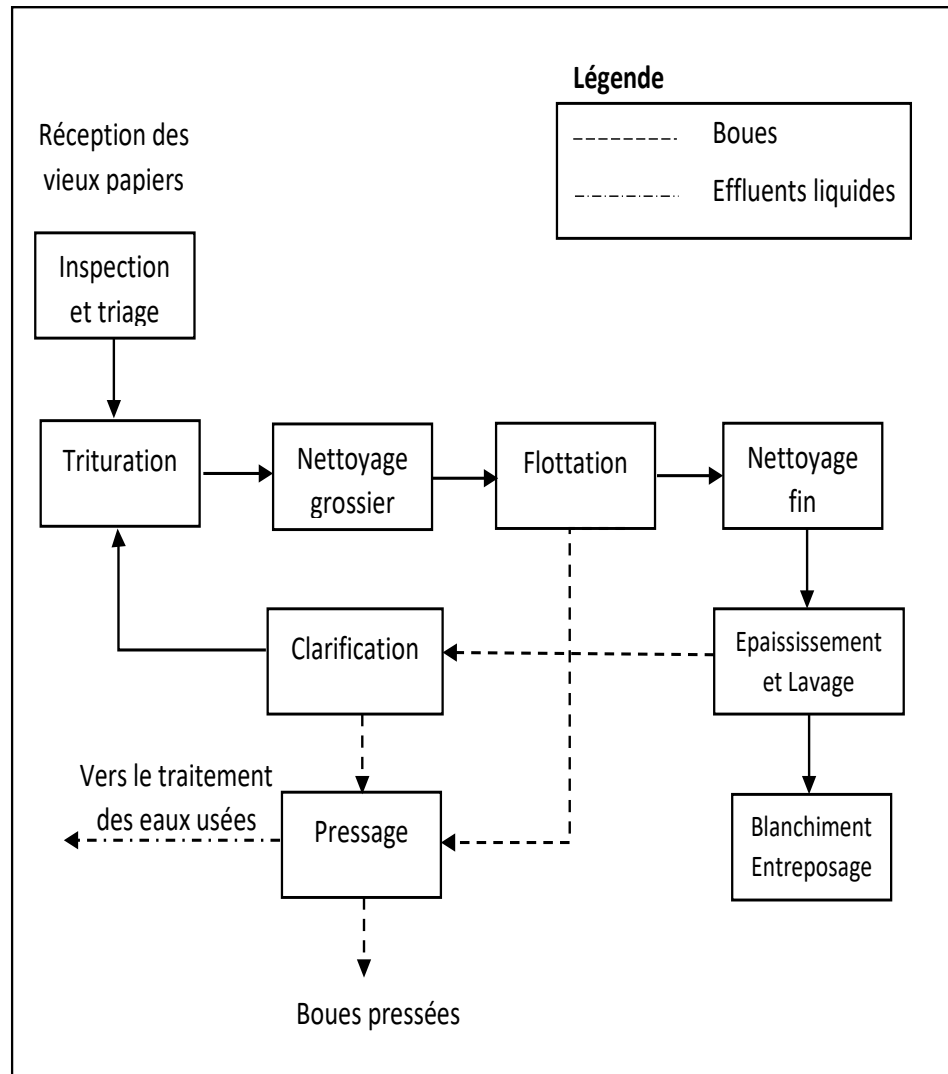 Légende
Boues
Effluents liquides
Réception des
vieux papiers
Inspection
et triage
Trituration
Nettoyage
grossier
Flottation
Nettoyage
fin
Clarification
Epaississement
et Lavage
Vers le traitement
des eaux usées
Pressage
Blanchiment
Entreposage
Boues pressées